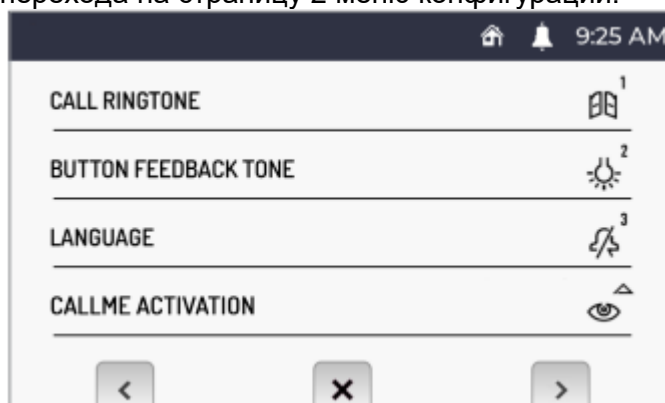 перехода на страницу 2 меню конфигурации.
9:25 AM
CALL RINGTONE 1
BUTTON FEEDBACK TONE 2
LANGUAGE 3
CALLME ACTIVATION